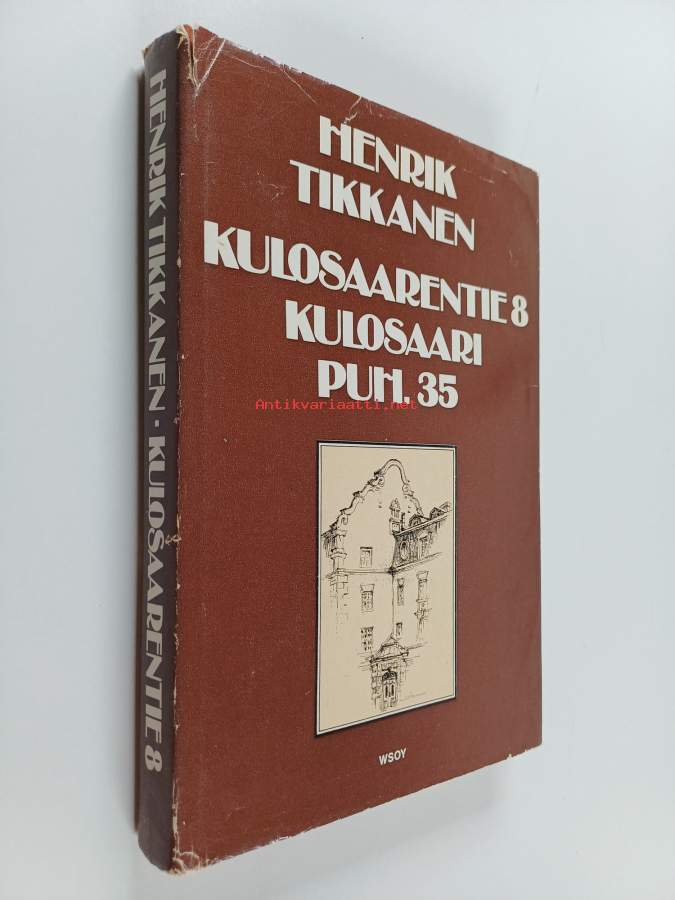 HENRIK
TIKKANEN
KULOSAARENTIE 8
KULOSAARI
PUH. 35
Antikvariaatti.net
WSOY
HENRIK TIKKANEN · KULOSAARENTIE 8